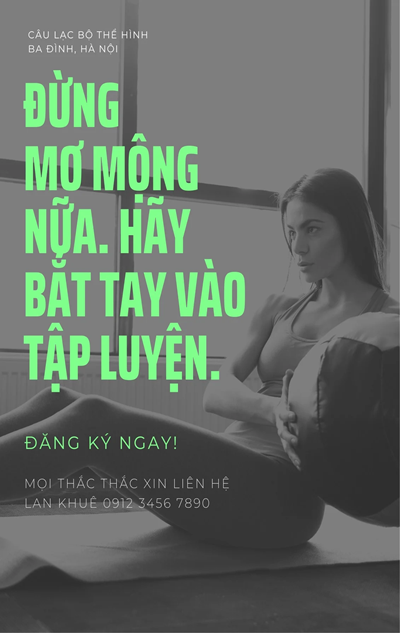 CÂU LẠC BỘ THỂ HÌNH
BA ĐÌNH, HÀ NỘI
ĐỪNG
MƠ MỘNG
NỮA. HÃY
BẮT TAY VÀO
TẬP LUYỆN.
ĐĂNG KÝ NGAY!
MỌI THẮC THẮC XIN LIÊN HỆ
LAN KHUÊ 0912 3456 7890